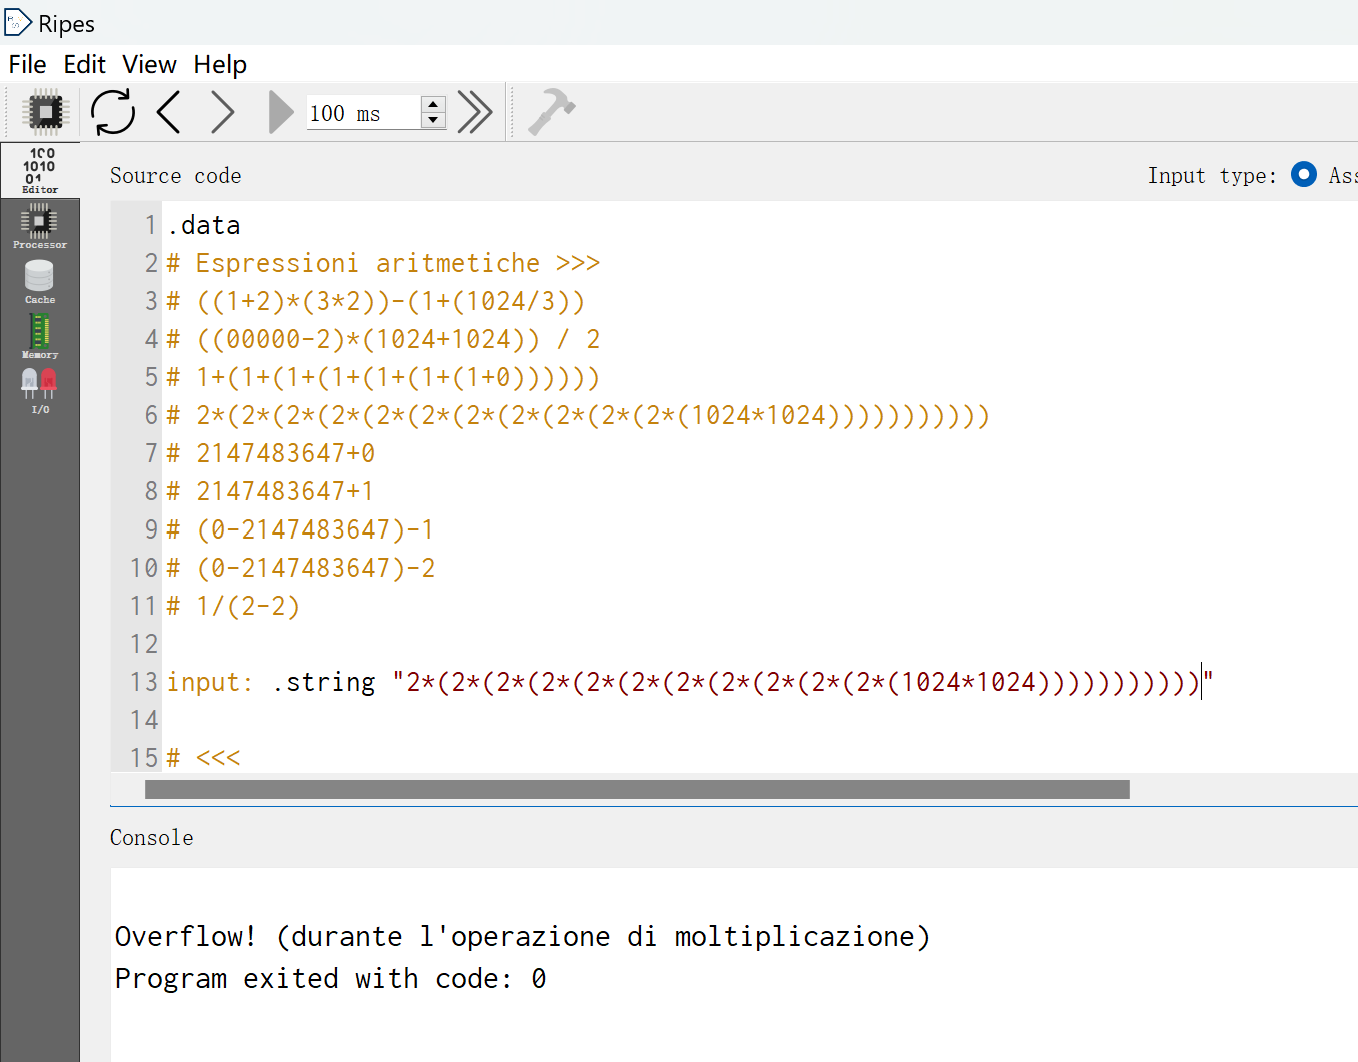 Ripes
File Edit View Help
100 ms
100
1010
01
Editor
Processor
Cache
Memory
I/O
Source code
Input type: Ass
1 .data
2 # Espressioni aritmetiche >>>
3 # ((1+2)*(3*2))-(1+(1024/3))
4 # ((00000-2)*(1024+1024)) / 2
5 # 1+(1+(1+(1+(1+(1+(1+0))))))
6 # 2*(2*(2*(2*(2*(2*(2*(2*(2*(2*(2*(1024*1024)))))))))))
7 # 2147483647+0
8 # 2147483647+1
9 # (0-2147483647)-1
10 # (0-2147483647)-2
11 # 1/(2-2)
12
13 input: .string "2*(2*(2*(2*(2*(2*(2*(2*(2*(2*(2*(1024*1024)))))))))))"
14
15 # <<<
Console
Overflow! (durante l'operazione di moltiplicazione)
Program exited with code: 0